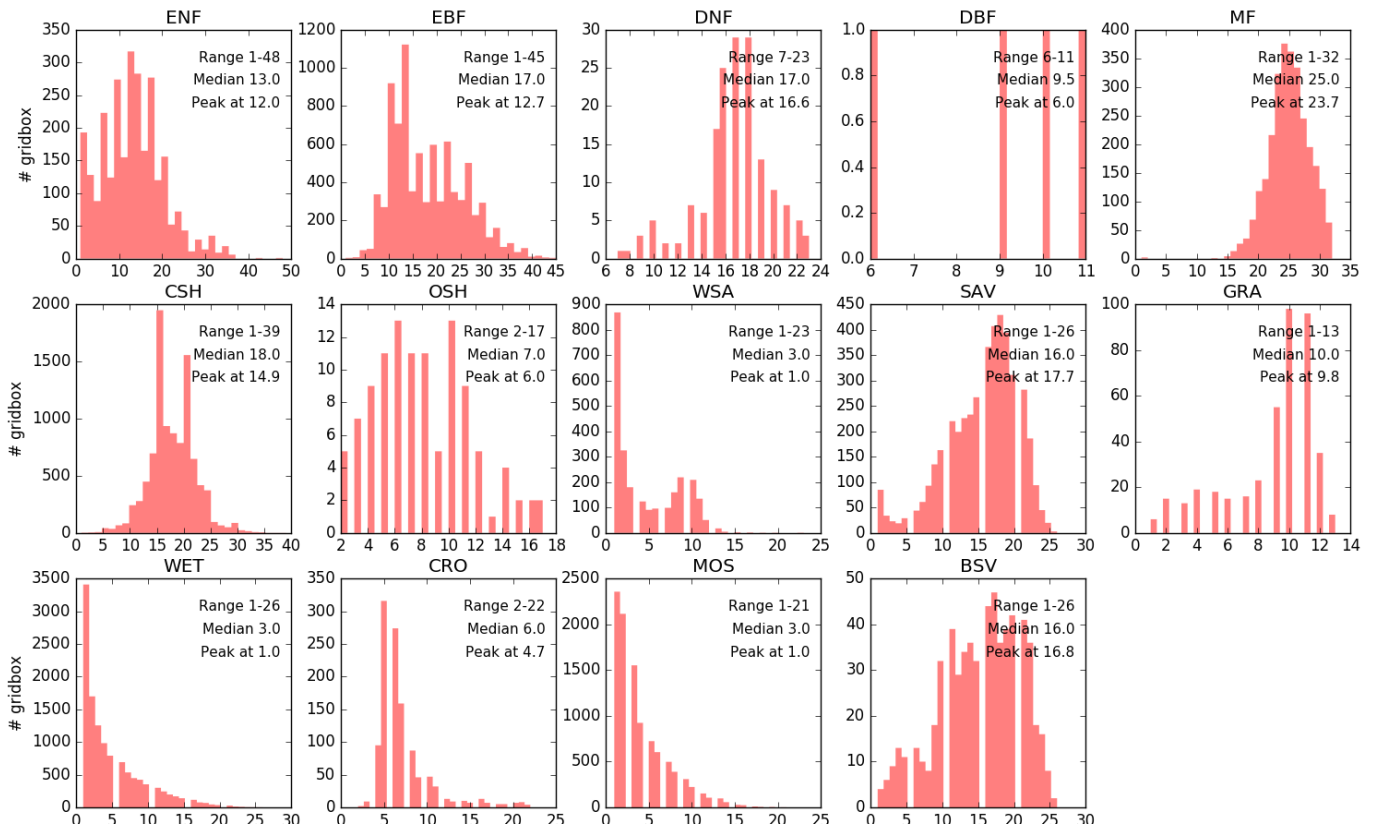 ENF
350
300
250
200
150
100
50
0
# gridbox
0 10 20 30 40 50
Range 1-48
Median 13.0
Peak at 12.0
EBF
1200
1000
800
600
400
200
0
0 5 10 15 20 25 30 35 40 45
Range 1-45
Median 17.0
Peak at 12.7
DNF
30
25
20
15
10
5
0
6 8 10 12 14 16 18 20 22 24
Range 7-23
Median 17.0
Peak at 16.6
DBF
1.0
0.8
0.6
0.4
0.2
0.0
6 7 8 9 10 11
Range 6-11
Median 9.5
Peak at 6.0
MF
400
350
300
250
200
150
100
50
0
0 5 10 15 20 25 30 35
Range 1-32
Median 25.0
Peak at 23.7
CSH
2000
1500
1000
500
0
# gridbox
0 5 10 15 20 25 30 35 40
Range 1-39
Median 18.0
Peak at 14.9
OSH
14
12
10
8
6
4
2
0
2 4 6 8 10 12 14 16 18
Range 2-17
Median 7.0
Peak at 6.0
WSA
900
800
700
600
500
400
300
200
100
0
0 5 10 15 20 25
Range 1-23
Median 3.0
Peak at 1.0
SAV
450
400
350
300
250
200
150
100
50
0
0 5 10 15 20 25 30
Range 1-26
Median 16.0
Peak at 17.7
GRA
100
80
60
40
20
0
0 2 4 6 8 10 12 14
Range 1-13
Median 10.0
Peak at 9.8
WET
3500
3000
2500
2000
1500
1000
500
0
# gridbox
0 5 10 15 20 25 30
Range 1-26
Median 3.0
Peak at 1.0
CRO
350
300
250
200
150
100
50
0
0 5 10 15 20 25
Range 2-22
Median 6.0
Peak at 4.7
MOS
2500
2000
1500
1000
500
0
0 5 10 15 20 25
Range 1-21
Median 3.0
Peak at 1.0
BSV
50
40
30
20
10
0
0 5 10 15 20 25 30
Range 1-26
Median 16.0
Peak at 16.8